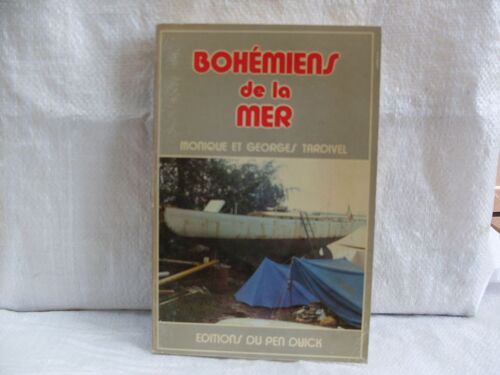 BOHÉMIENS
de la
MER
MONIQUE ET GEORGES TARDIVEL
EDITIONS DU PEN DUICK